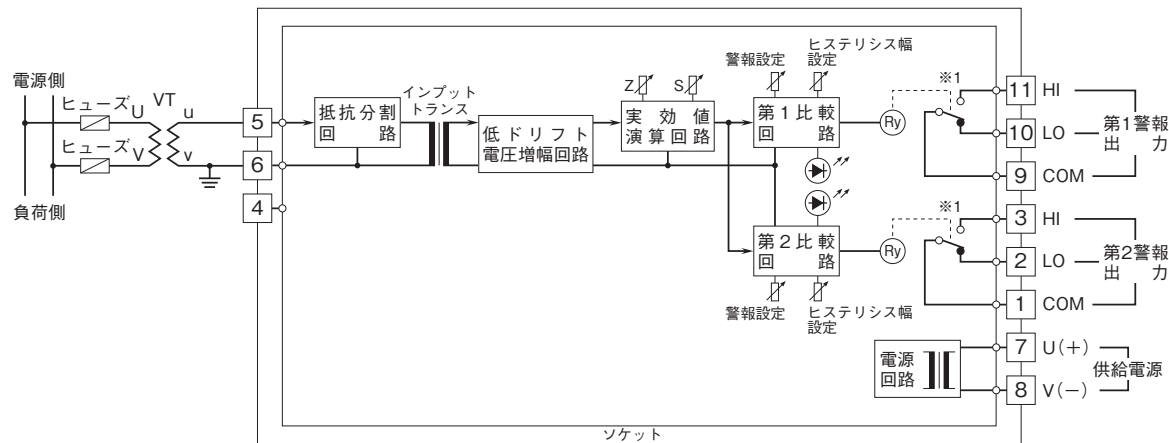 電源側
負荷側
ヒューズ
ヒューズ
U
V
VT
u
v
5
6
4
抵抗分割
回路
インプット
トランス
低ドリフト
電圧増幅回路
Z
S
実効値
演算回路
警報設定
ヒステリシス幅
設定
第1比較
回路
Ry
※1
11 HI
10 LO
9 COM
第1警報
出力
第2比較
回路
警報設定
ヒステリシス幅
設定
Ry
※1
3 HI
2 LO
1 COM
第2警報
出力
電源
回路
7 U(+)
8 V(−)
供給電源
ソケット